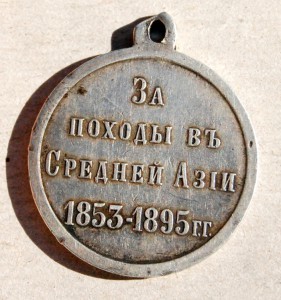 За
походы въ
Средней Азіи
1853-1895 гг.